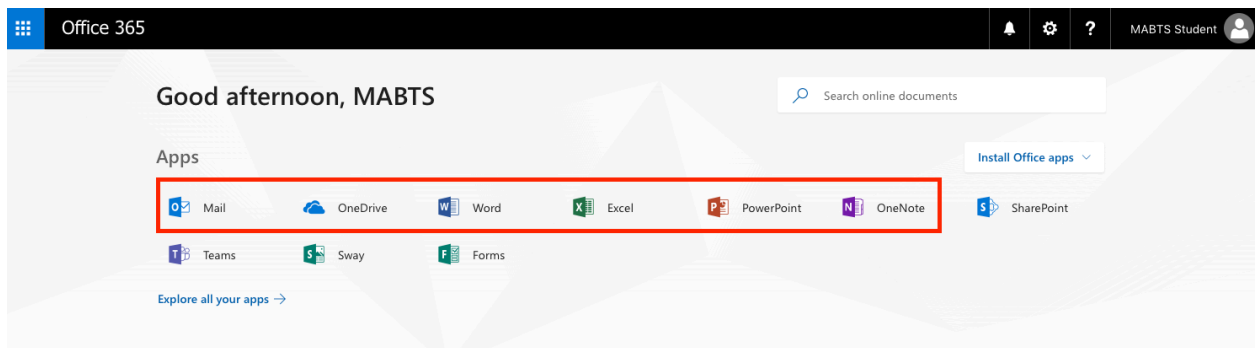 Office 365 ? MABTS Student
Good afternoon, MABTS
Search online documents
Apps
Install Office apps
Mail OneDrive Word Excel PowerPoint OneNote SharePoint
Teams Sway Forms
Explore all your apps →